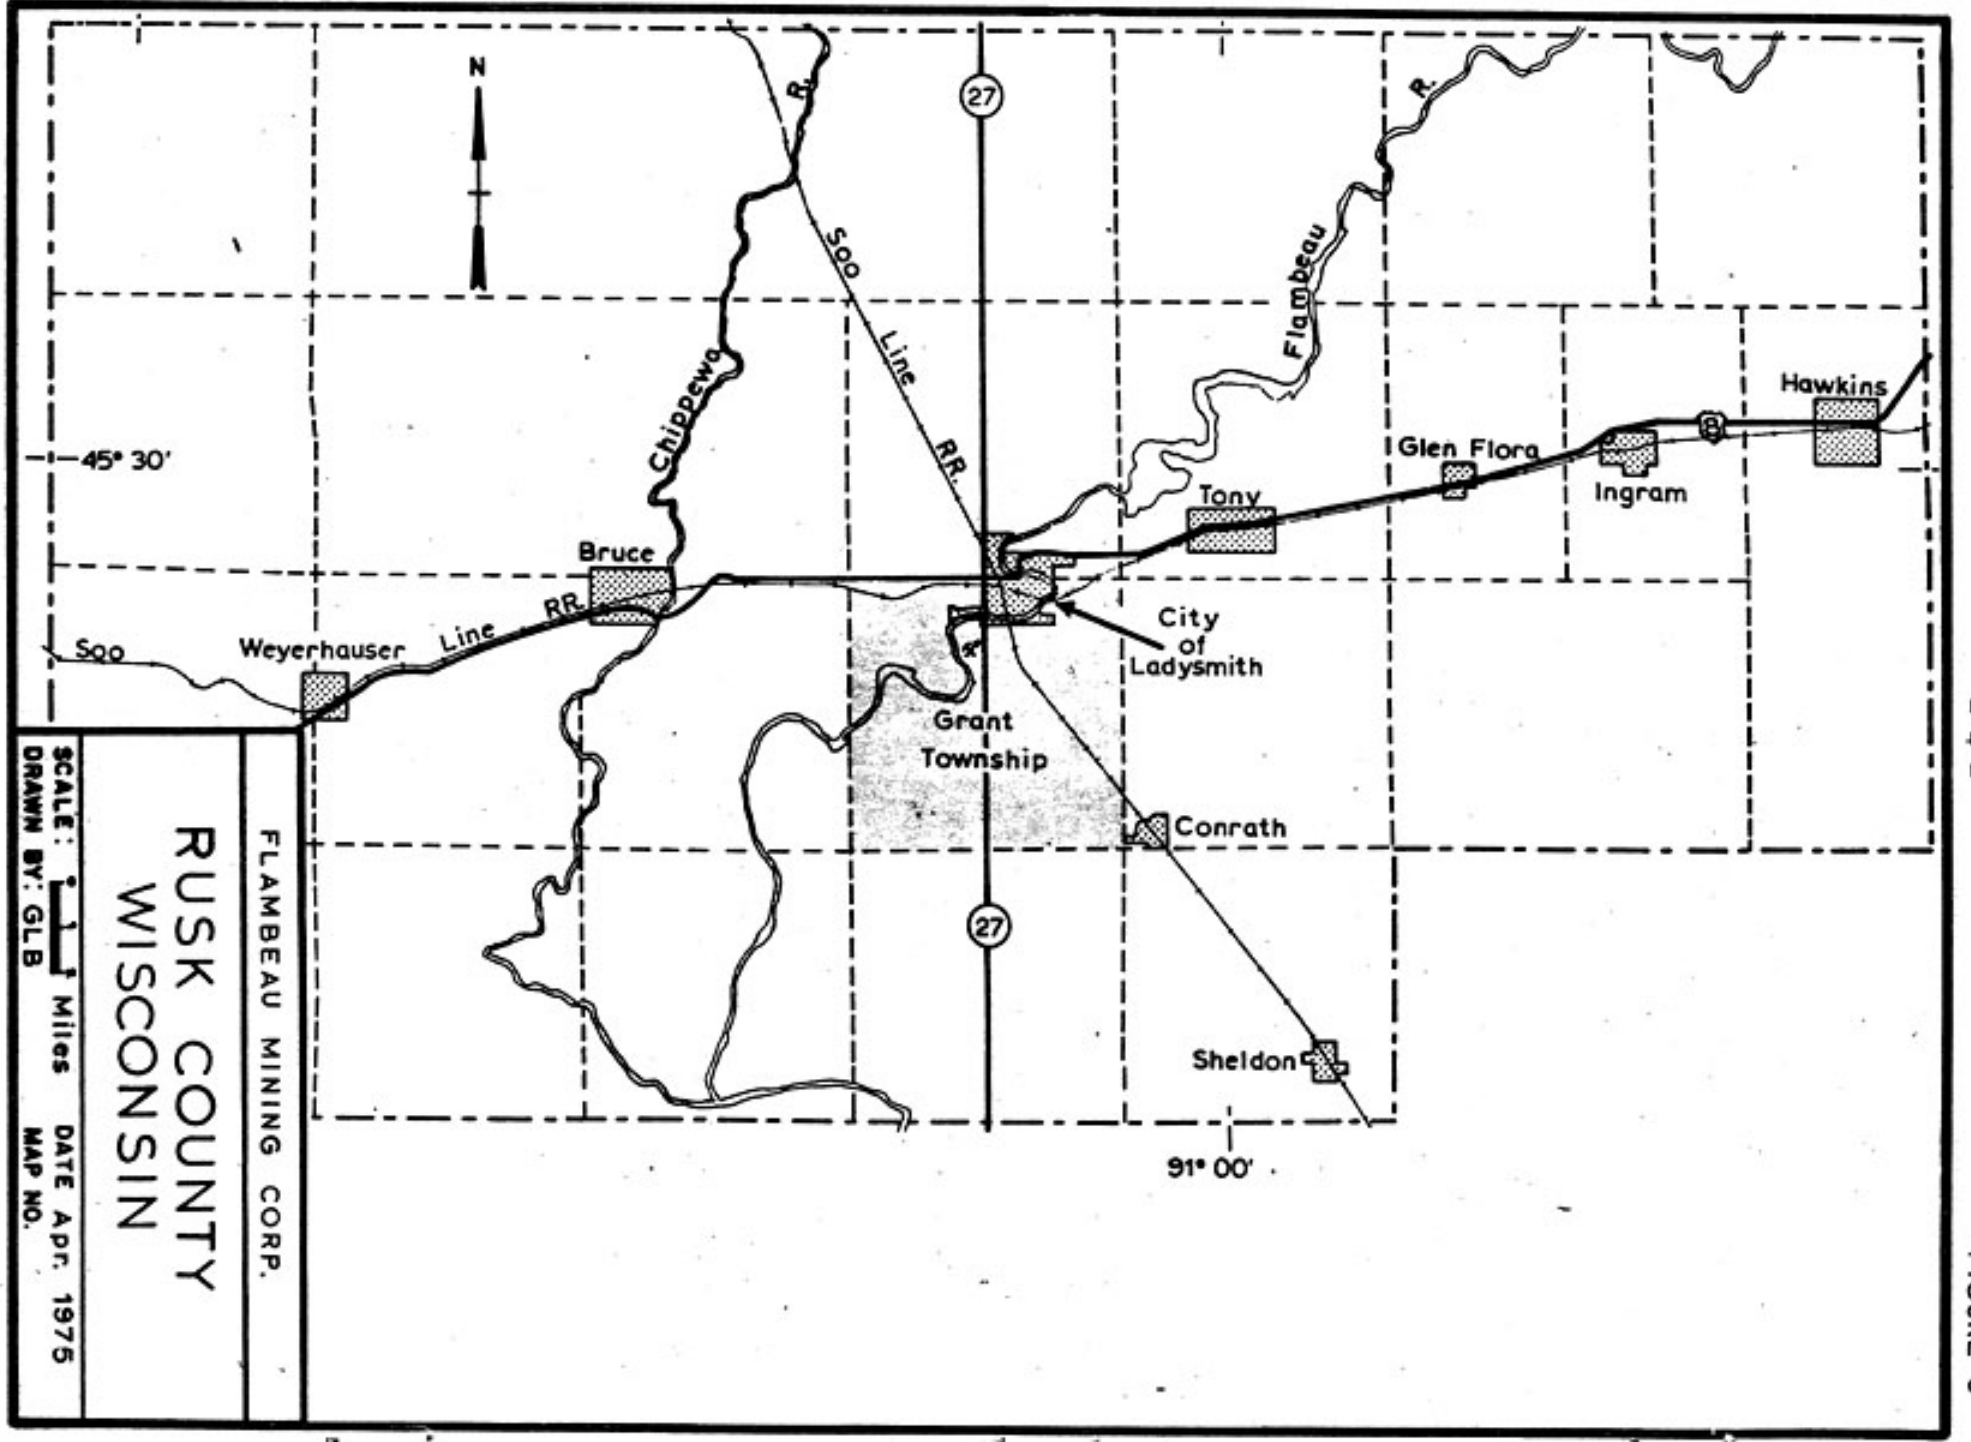 N
R.
27
R.
Soo
Flambeau
Line
Chippewa
Hawkins
8
Glen Flora
45° 30'
RR.
Ingram
Tony
Bruce
RR.
Line
City
of
Ladysmith
Weyerhauser
Soo
Grant
Township
Conrath
27
Sheldon
91° 00'
FLAMBEAU MINING CORP.
RUSK COUNTY
WISCONSIN
SCALE: Miles DATE Apr. 1975
DRAWN BY: GLB MAP NO.